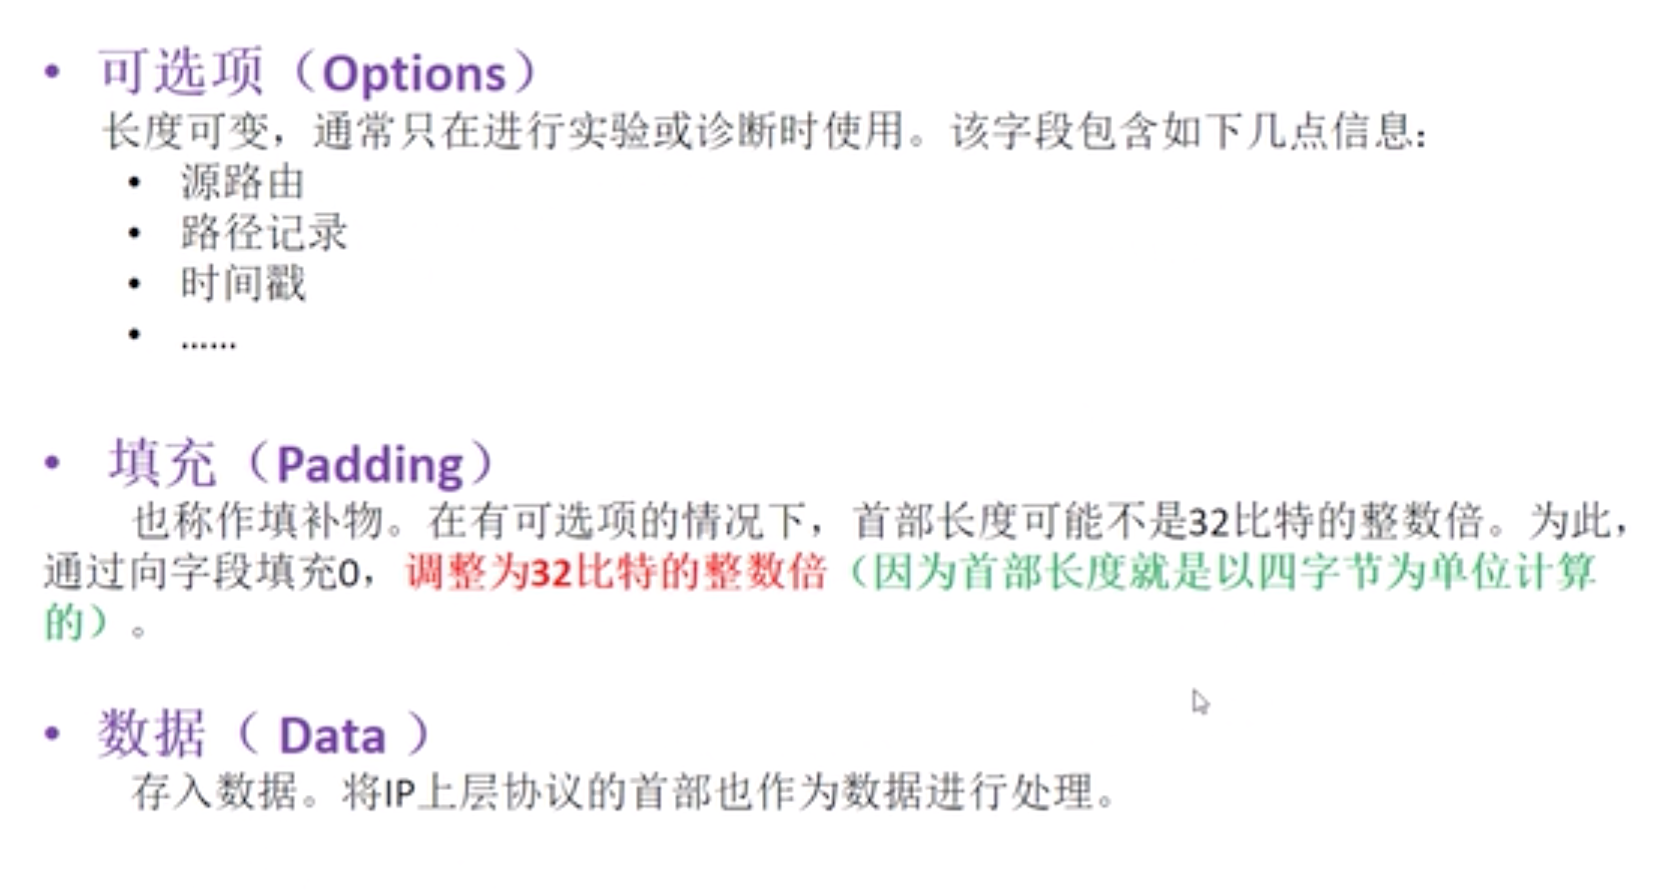 • 可选项（Options）
长度可变，通常只在进行实验或诊断时使用。该字段包含如下几点信息：
• 源路由
• 路径记录
• 时间戳
• ......
• 填充（Padding）
也称作填补物。在有可选项的情况下，首部长度可能不是32比特的整数倍。为此，
通过向字段填充0，调整为32比特的整数倍（因为首部长度就是以四字节为单位计算
的）。
• 数据（ Data ）
存入数据。将IP上层协议的首部也作为数据进行处理。